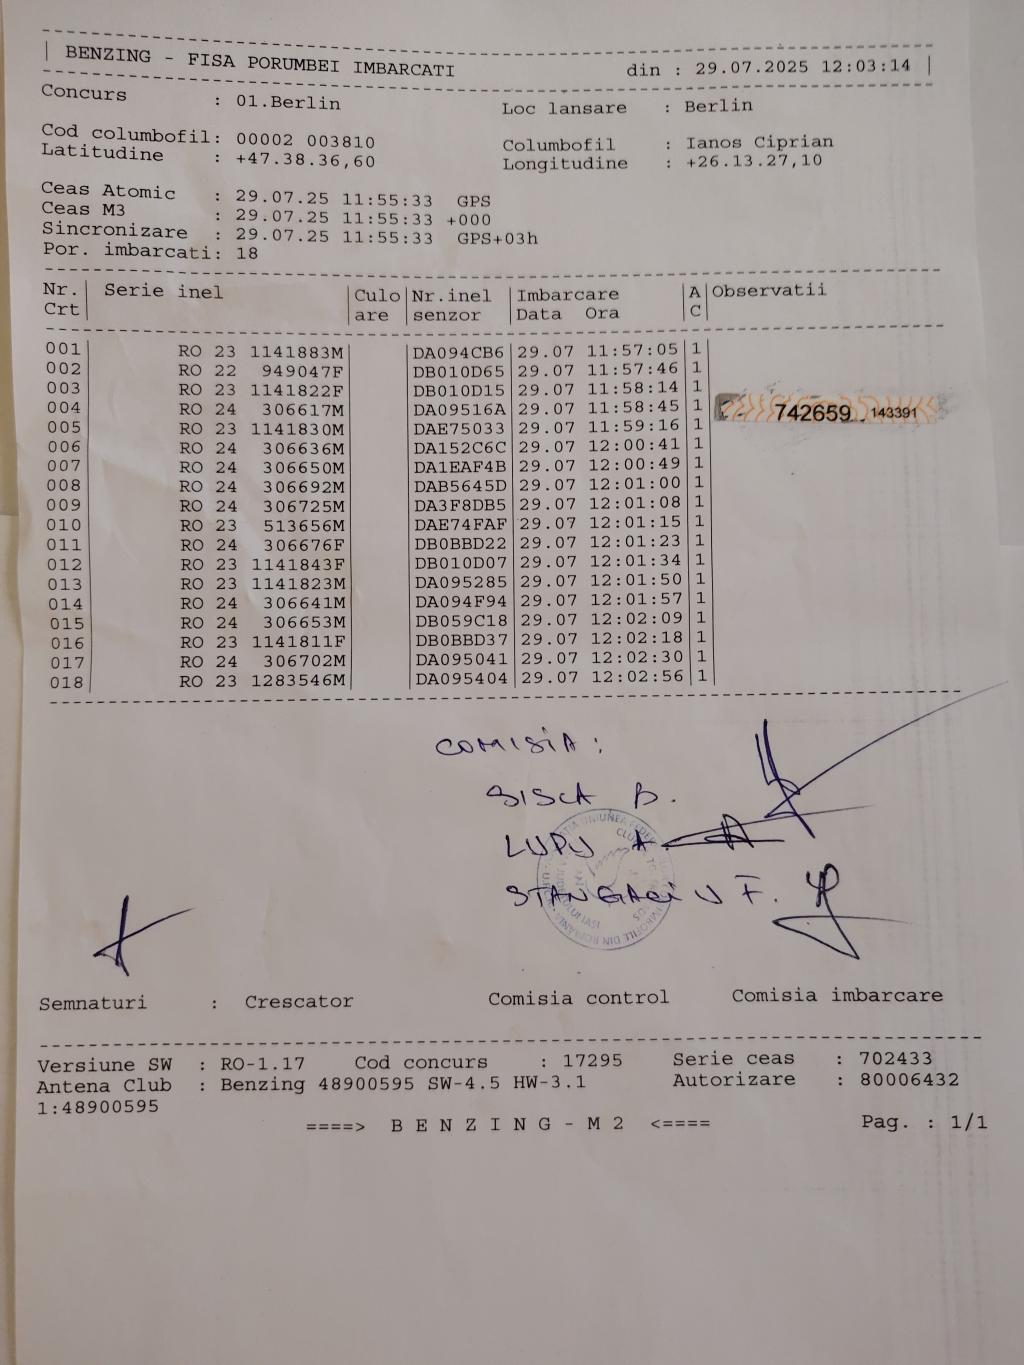 BENZING - FISA PORUMBEI IMBARCATI din : 29.07.2025 12:03:14
Concurs : 01.Berlin Loc lansare : Berlin
Cod columbofil: 00002 003810 Columbofil : Ianos Ciprian
Latitudine : +47.38.36,60 Longitudine : +26.13.27,10
Ceas Atomic : 29.07.25 11:55:33 GPS
Ceas M3 : 29.07.25 11:55:33 +000
Sincronizare : 29.07.25 11:55:33 GPS+03h
Por. imbarcati: 18
Nr. | Serie inel | Culo | Nr.inel | Imbarcare | A | Observatii
Crt | | are | senzor | Data Ora | C |
001 | RO 23 1141883M | | DA094CB6 | 29.07 11:57:05 | 1 |
002 | RO 22 949047F | | DB010D65 | 29.07 11:57:46 | 1 |
003 | RO 23 1141822F | | DB010D15 | 29.07 11:58:14 | 1 |
004 | RO 24 306617M | | DA09516A | 29.07 11:58:45 | 1 | 742659 143391
005 | RO 23 1141830M | | DAE75033 | 29.07 11:59:16 | 1 |
006 | RO 24 306636M | | DA152C6C | 29.07 12:00:41 | 1 |
007 | RO 24 306650M | | DA1EAF4B | 29.07 12:00:49 | 1 |
008 | RO 24 306692M | | DAB5645D | 29.07 12:01:00 | 1 |
009 | RO 24 306725M | | DA3F8DB5 | 29.07 12:01:08 | 1 |
010 | RO 23 513656M | | DAE74FAF | 29.07 12:01:15 | 1 |
011 | RO 24 306676F | | DB0BBD22 | 29.07 12:01:23 | 1 |
012 | RO 23 1141843F | | DB010D07 | 29.07 12:01:34 | 1 |
013 | RO 23 1141823M | | DA095285 | 29.07 12:01:50 | 1 |
014 | RO 24 306641M | | DA094F94 | 29.07 12:01:57 | 1 |
015 | RO 24 306653M | | DB059C18 | 29.07 12:02:09 | 1 |
016 | RO 23 1141811F | | DB0BBD37 | 29.07 12:02:18 | 1 |
017 | RO 24 306702M | | DA095041 | 29.07 12:02:30 | 1 |
018 | RO 23 1283546M | | DA095404 | 29.07 12:02:56 | 1 |
COMISIA :
SISCA B.
LUPU A
STANGACIU F.
Semnaturi : Crescator Comisia control Comisia imbarcare
Versiune SW : RO-1.17 Cod concurs : 17295 Serie ceas : 702433
Antena Club : Benzing 48900595 SW-4.5 HW-3.1 Autorizare : 80006432
1:48900595
====> B E N Z I N G - M 2 <==== Pag. : 1/1